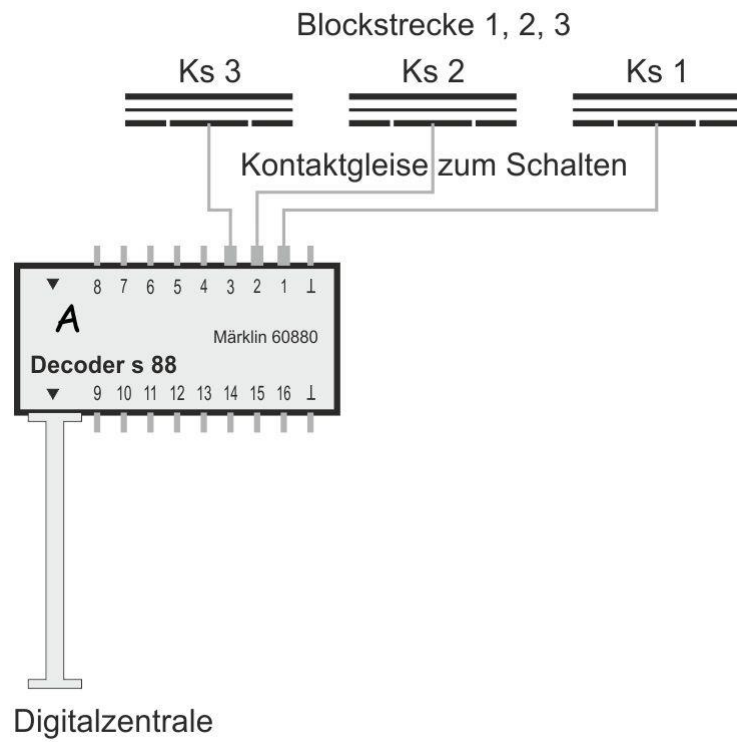 Blockstrecke 1, 2, 3
Ks 3 Ks 2 Ks 1
Kontaktgleise zum Schalten
▼ 8 7 6 5 4 3 2 1 ⊥
A
Märklin 60880
Decoder s 88
▼ 9 10 11 12 13 14 15 16 ⊥
Digitalzentrale